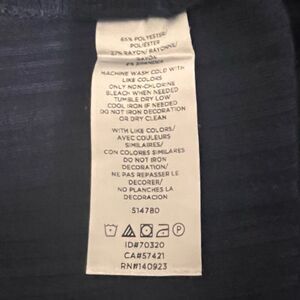 65% POLYESTER
POLIESTER
RAYON/RAYONNE/
RAYON
MACHINE WASH COLD WITH
LIKE COLORS
ONLY NON-CHLORINE
BLEACH WHEN NEEDED
TUMBLE DRY LOW
COOL IRON IF NEEDED
DO NOT IRON DECORATION
OR DRY CLEAN
WITH LIKE COLORS/
AVEC COULEURS
SIMILAIRES/
CON COLORES SIMILARES
DO NOT IRON
DECORATION/
NE PAS REPASSER LE
DECORER/
NO PLANCHES LA
DECORACION
514780
ID#70320
CA#57421
RN#140923